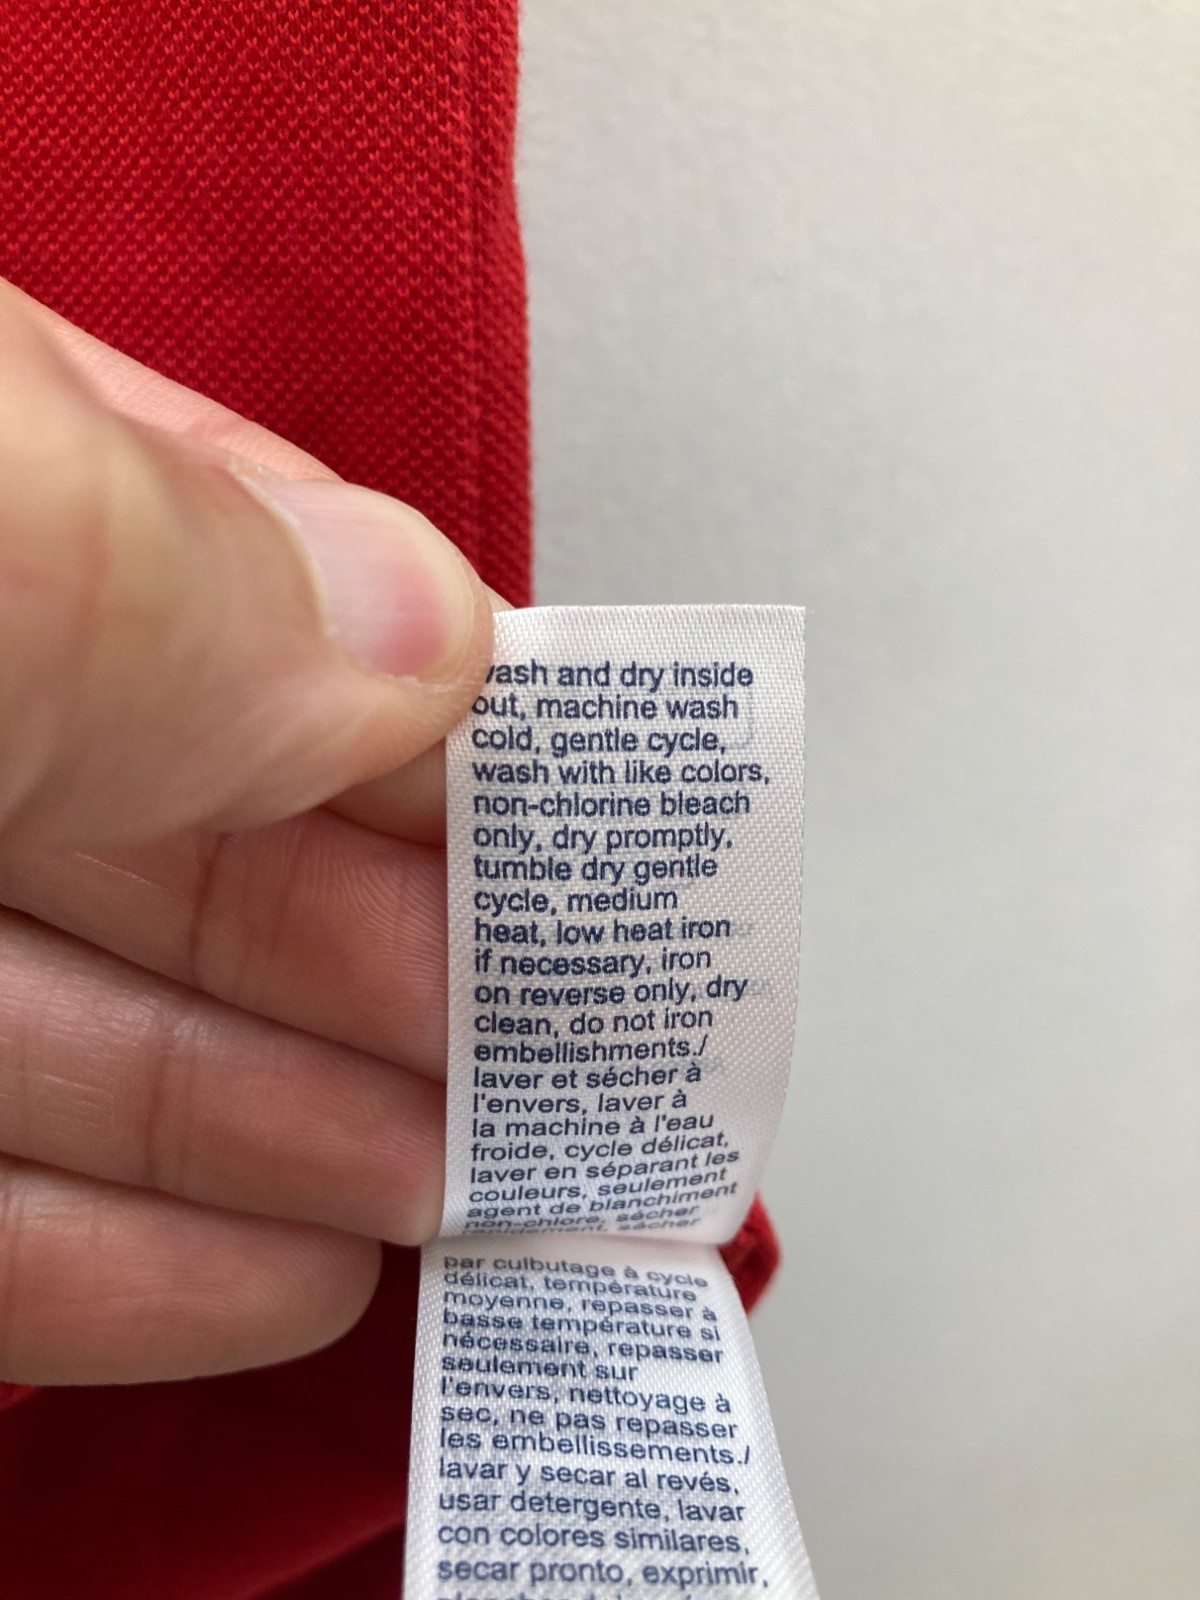 wash and dry inside
out, machine wash
cold, gentle cycle,
wash with like colors,
non-chlorine bleach
only, dry promptly,
tumble dry gentle
cycle, medium
heat, low heat iron
if necessary, iron
on reverse only, dry
clean, do not iron
embellishments./
laver et sécher à
l'envers, laver à
la machine à l'eau
froide, cycle délicat,
laver en séparant les
couleurs, seulement
agent de blanchiment
non-chlore, sécher
rapidement, sécher
par culbutage à cycle
délicat, température
moyenne, repasser à
basse température si
nécessaire, repasser
seulement sur
l'envers, nettoyage à
sec, ne pas repasser
les embellissements./
lavar y secar al revés,
usar detergente, lavar
con colores similares,
secar pronto, exprimir,